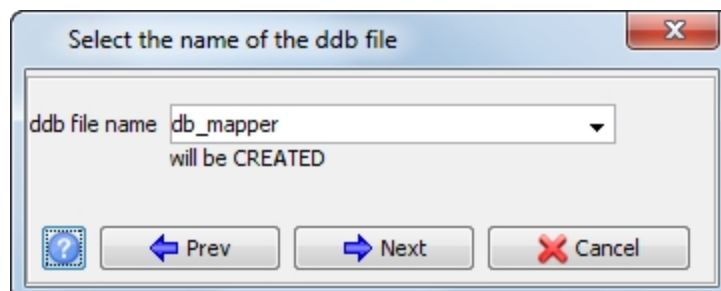 Select the name of the ddb file
ddb file name db_mapper
will be CREATED
? Prev Next Cancel